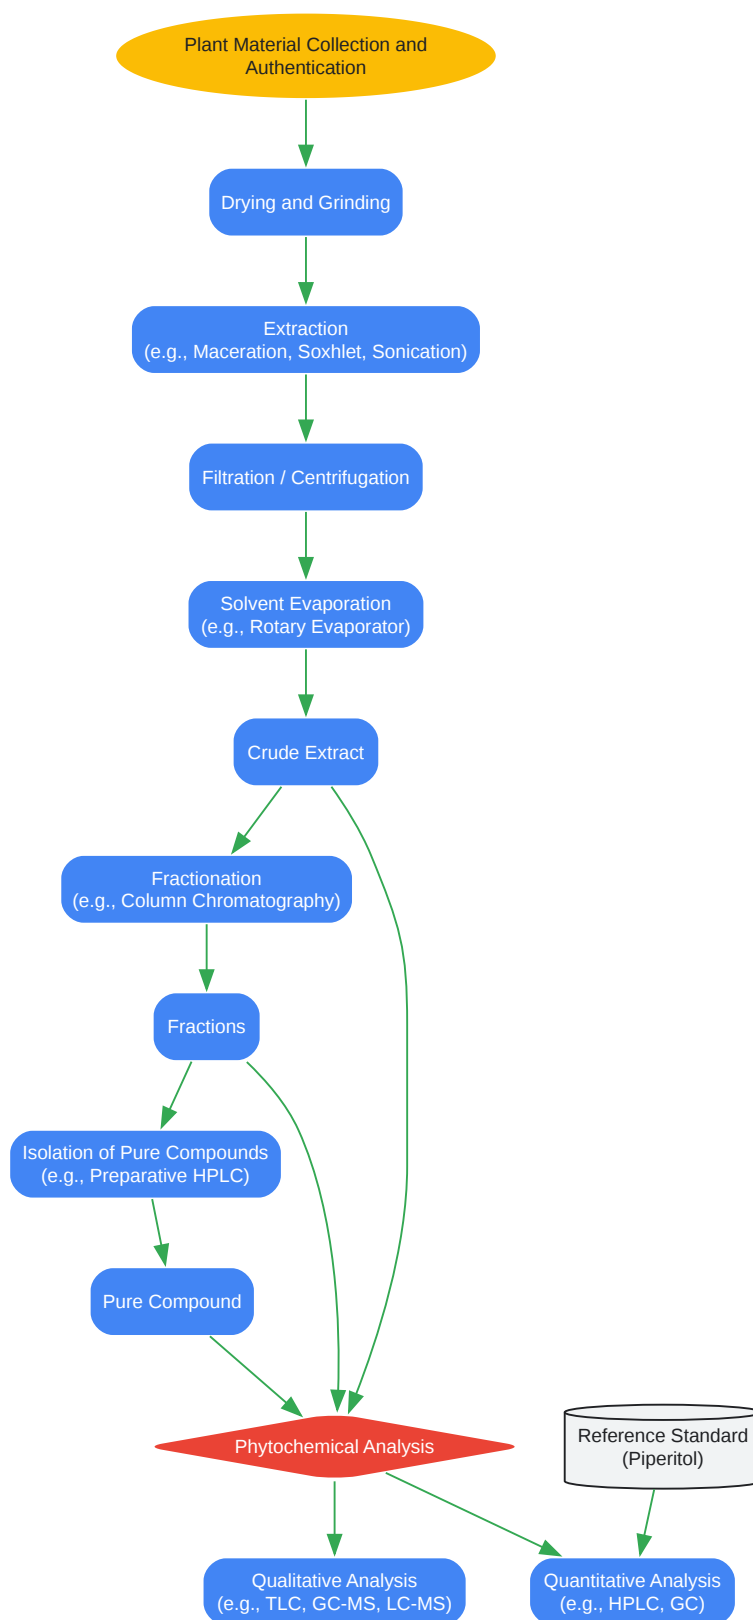 Plant Material Collection and
Authentication
Drying and Grinding
Extraction
(e.g., Maceration, Soxhlet, Sonication)
Filtration / Centrifugation
Solvent Evaporation
(e.g., Rotary Evaporator)
Crude Extract
Fractionation
(e.g., Column Chromatography)
Fractions
Isolation of Pure Compounds
(e.g., Preparative HPLC)
Pure Compound
Phytochemical Analysis
Reference Standard
(Piperitol)
Qualitative Analysis
(e.g., TLC, GC-MS, LC-MS)
Quantitative Analysis
(e.g., HPLC, GC)